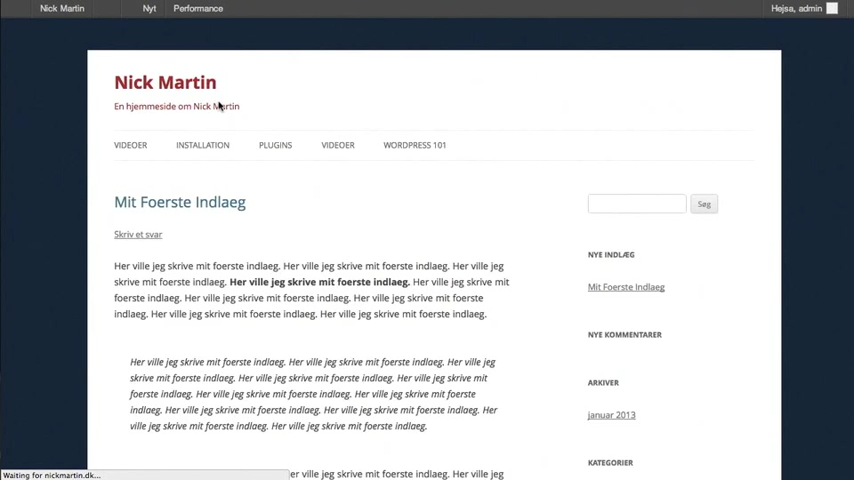 Nick Martin Nyt Performance Hejsa, admin
Nick Martin
En hjemmeside om Nick Martin
VIDEOER INSTALLATION PLUGINS VIDEOER WORDPRESS 101
Mit Foerste Indlaeg
Søg
Skriv et svar
NYE INDLÆG
Her ville jeg skrive mit foerste indlaeg. Her ville jeg skrive mit foerste indlaeg. Her ville jeg
skrive mit foerste indlaeg. Her ville jeg skrive mit foerste indlaeg. Her ville jeg skrive mit
foerste indlaeg. Her ville jeg skrive mit foerste indlaeg. Her ville jeg skrive mit foerste
indlaeg. Her ville jeg skrive mit foerste indlaeg. Her ville jeg skrive mit foerste indlaeg.
Mit Foerste Indlaeg
NYE KOMMENTARER
Her ville jeg skrive mit foerste indlaeg. Her ville jeg skrive mit foerste indlaeg. Her ville
jeg skrive mit foerste indlaeg. Her ville jeg skrive mit foerste indlaeg. Her ville jeg
skrive mit foerste indlaeg. Her ville jeg skrive mit foerste indlaeg. Her ville jeg skrive
mit foerste indlaeg. Her ville jeg skrive mit foerste indlaeg. Her ville jeg skrive mit
foerste indlaeg. Her ville jeg skrive mit foerste indlaeg.
ARKIVER
januar 2013
KATEGORIER
er ville jeg skrive mit foerste indlaeg. Her ville jeg
Waiting for nickmartin.dk...